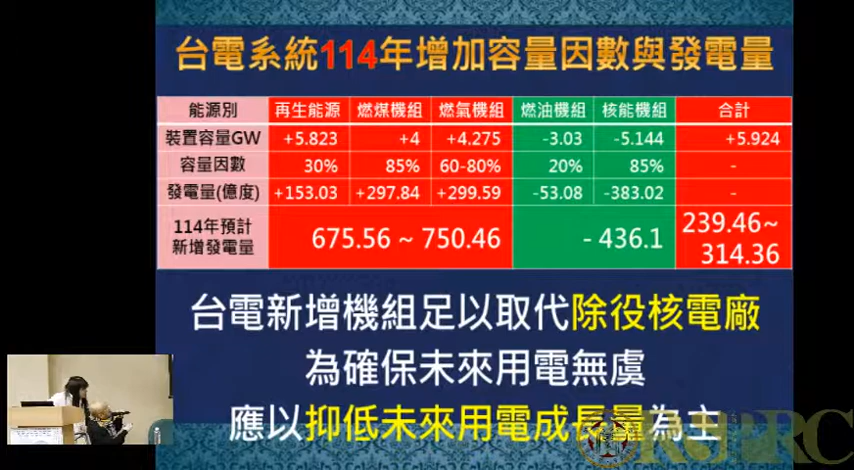 台電系統114年增加容量因數與發電量
能源別 再生能源 燃煤機組 燃氣機組 燃油機組 核能機組 合計
裝置容量GW +5.823 +4 +4.275 -3.03 -5.144 +5.924
容量因數 30% 85% 60-80% 20% 85% -
發電量(億度) +153.03 +297.84 +299.59 -53.08 -383.02 -
114年預計
新增發電量 675.56 ~ 750.46 - 436.1 239.46~
314.36
台電新增機組足以取代除役核電廠
為確保未來用電無虞
應以抑低未來用電成長量為主